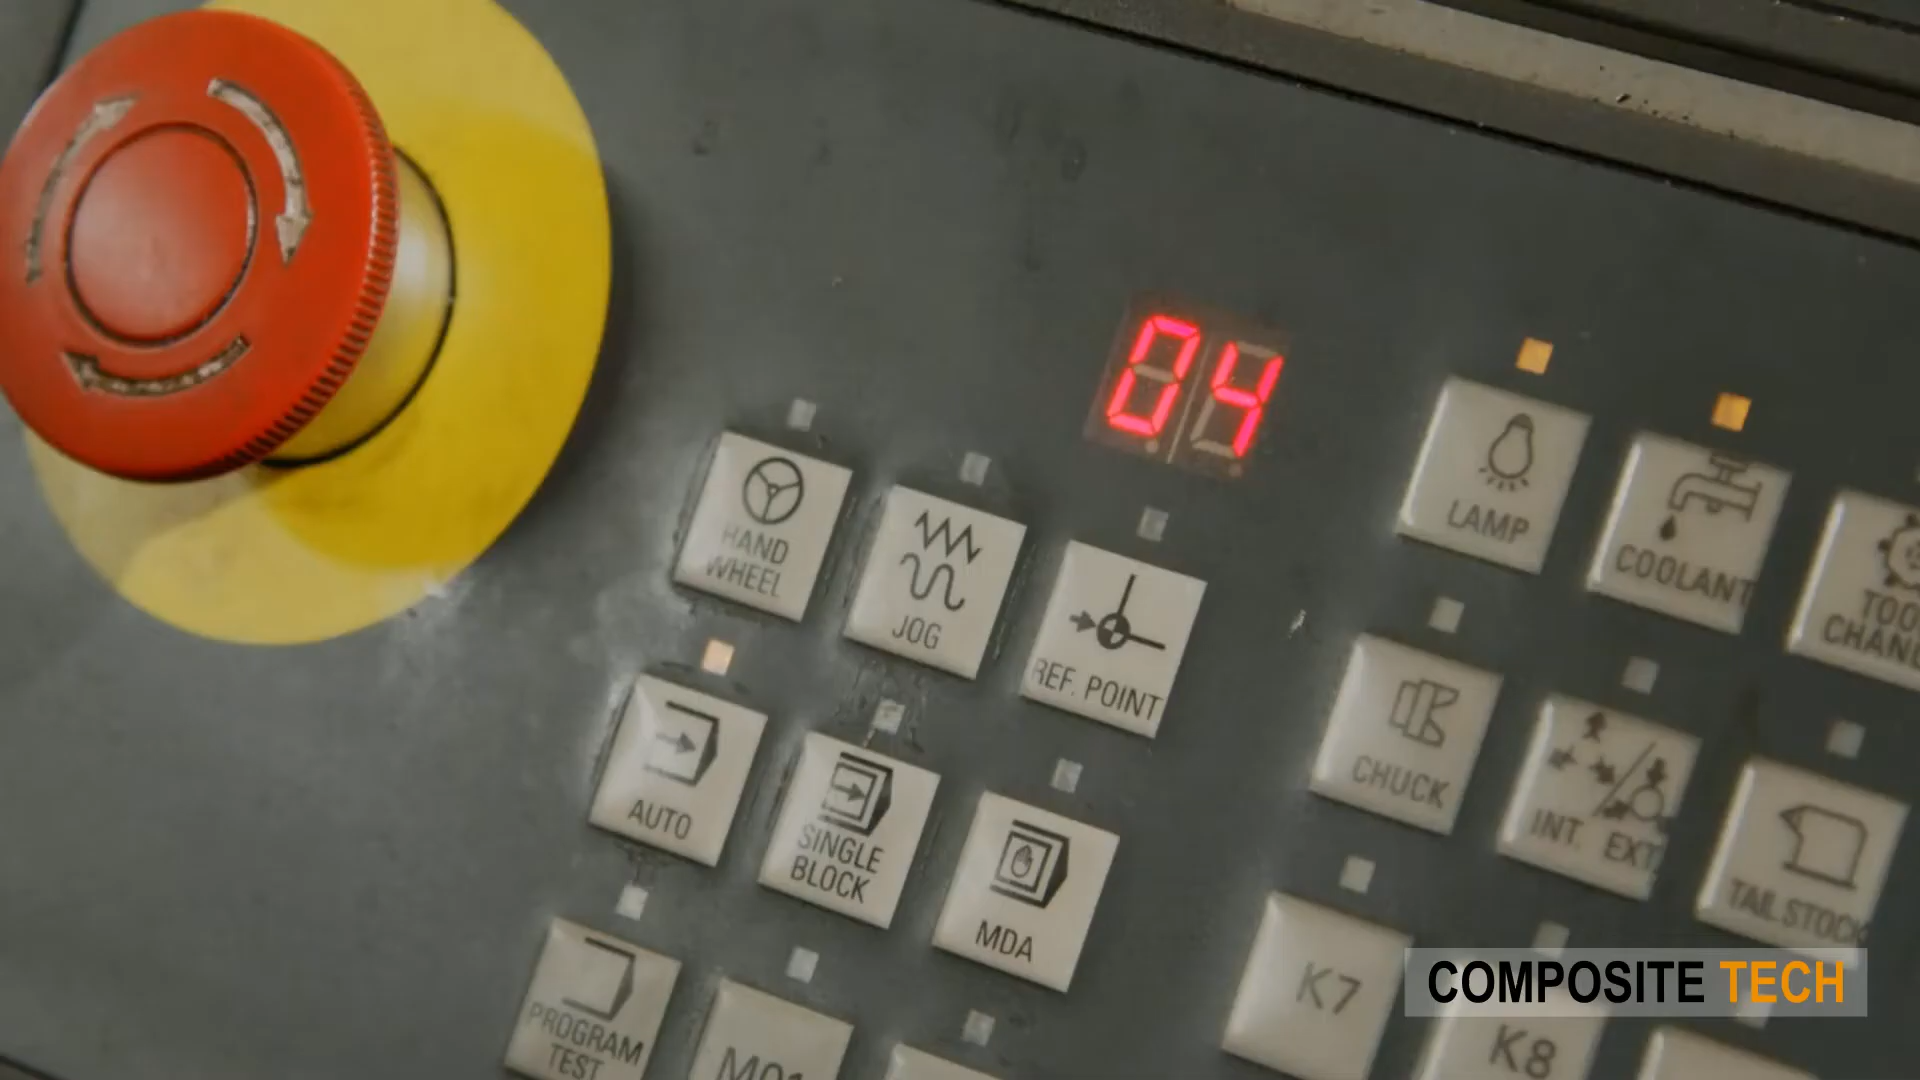 04
HAND
WHEEL
JOG
REF. POINT
LAMP
COOLANT
AUTO
SINGLE
BLOCK
MDA
CHUCK
INT. EXT.
TAILSTOCK
PROGRAM
TEST
M01
K7
K8
COMPOSITE TECH